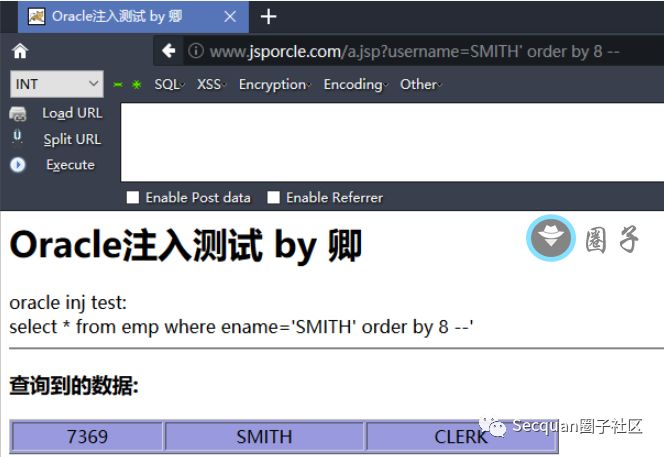 Oracle注入测试 by 卿
www.jsporcle.com/a.jsp?username=SMITH' order by 8 --
INT SQL XSS Encryption Encoding Other
Load URL
Split URL
Execute
Enable Post data Enable Referrer
Oracle注入测试 by 卿
圈子
oracle inj test:
select * from emp where ename='SMITH' order by 8 --'
查询到的数据:
7369 SMITH CLERK
Secquan圈子社区